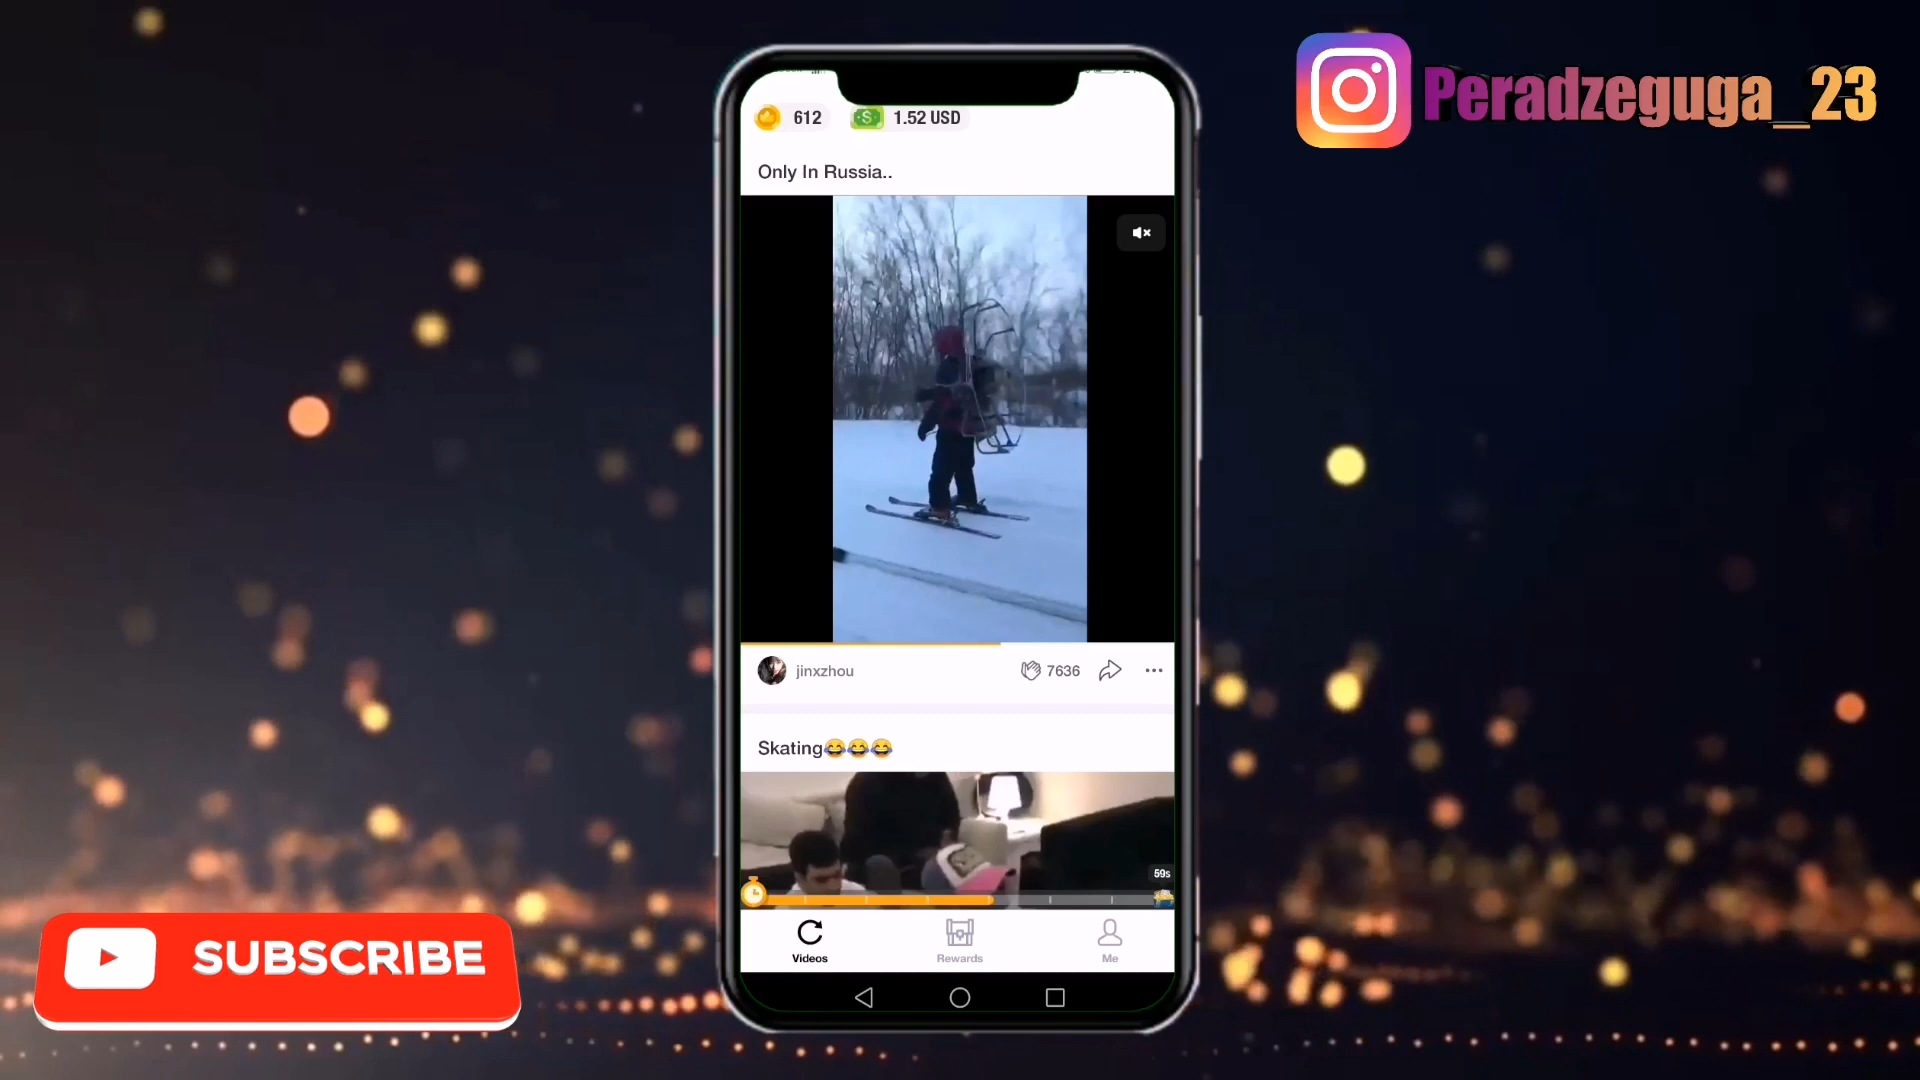 Peradzeguga_23
612
1.52 USD
Only In Russia..
jinxzhou
7636
Skating😂😂😂
59s
Videos
Rewards
Me
SUBSCRIBE